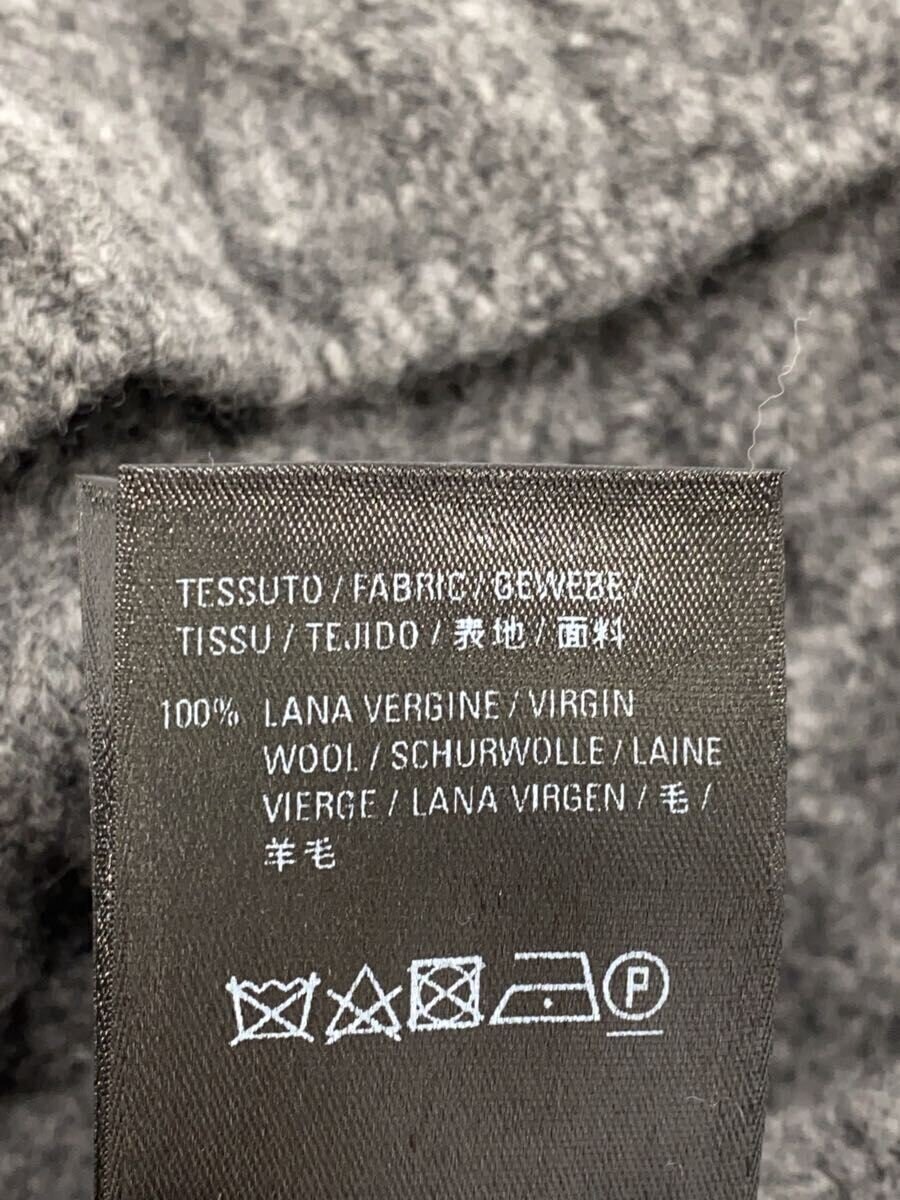 TESSUTO / FABRIC / GEWEBE /
TISSU / TEJIDO / 表地 / 面料
100% LANA VERGINE / VIRGIN
WOOL / SCHURWOLLE / LAINE
VIERGE / LANA VIRGEN / 毛 /
羊毛
P